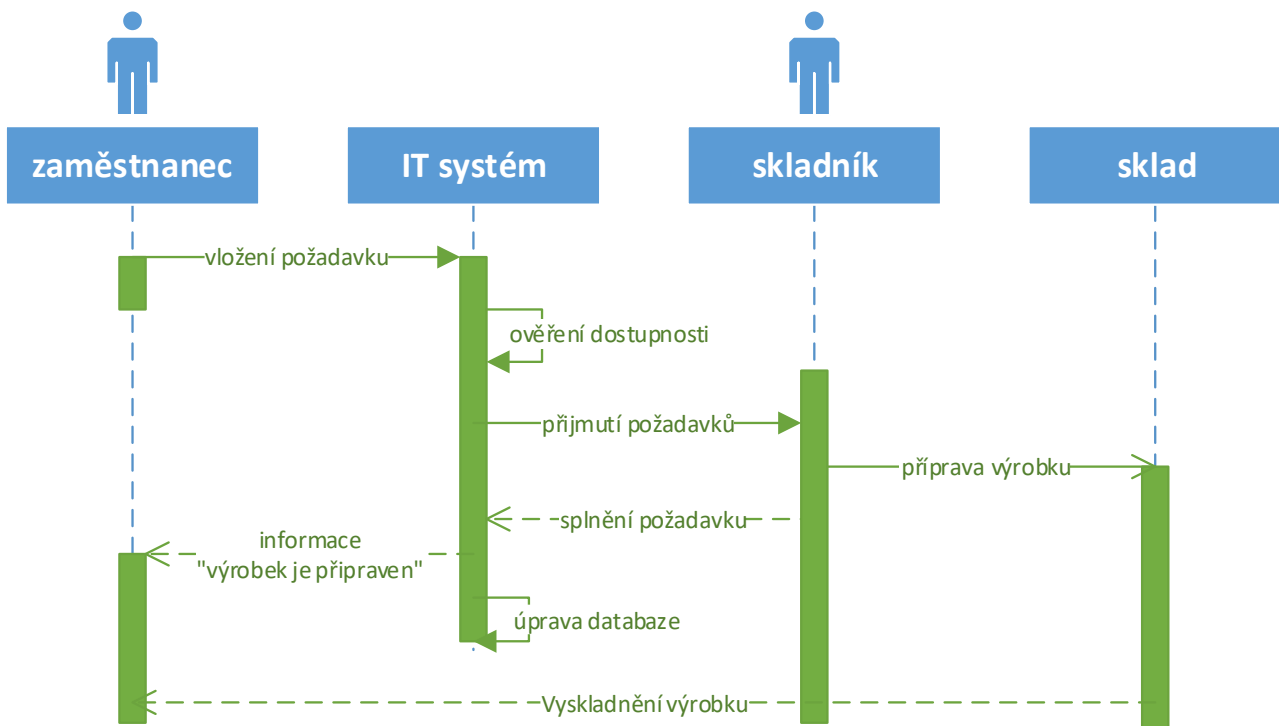 zaměstnanec
IT systém
skladník
sklad
vložení požadavku
ověření dostupnosti
přijmutí požadavků
příprava výrobku
splnění požadavku
informace
"výrobek je připraven"
úprava databaze
Vyskladnění výrobku